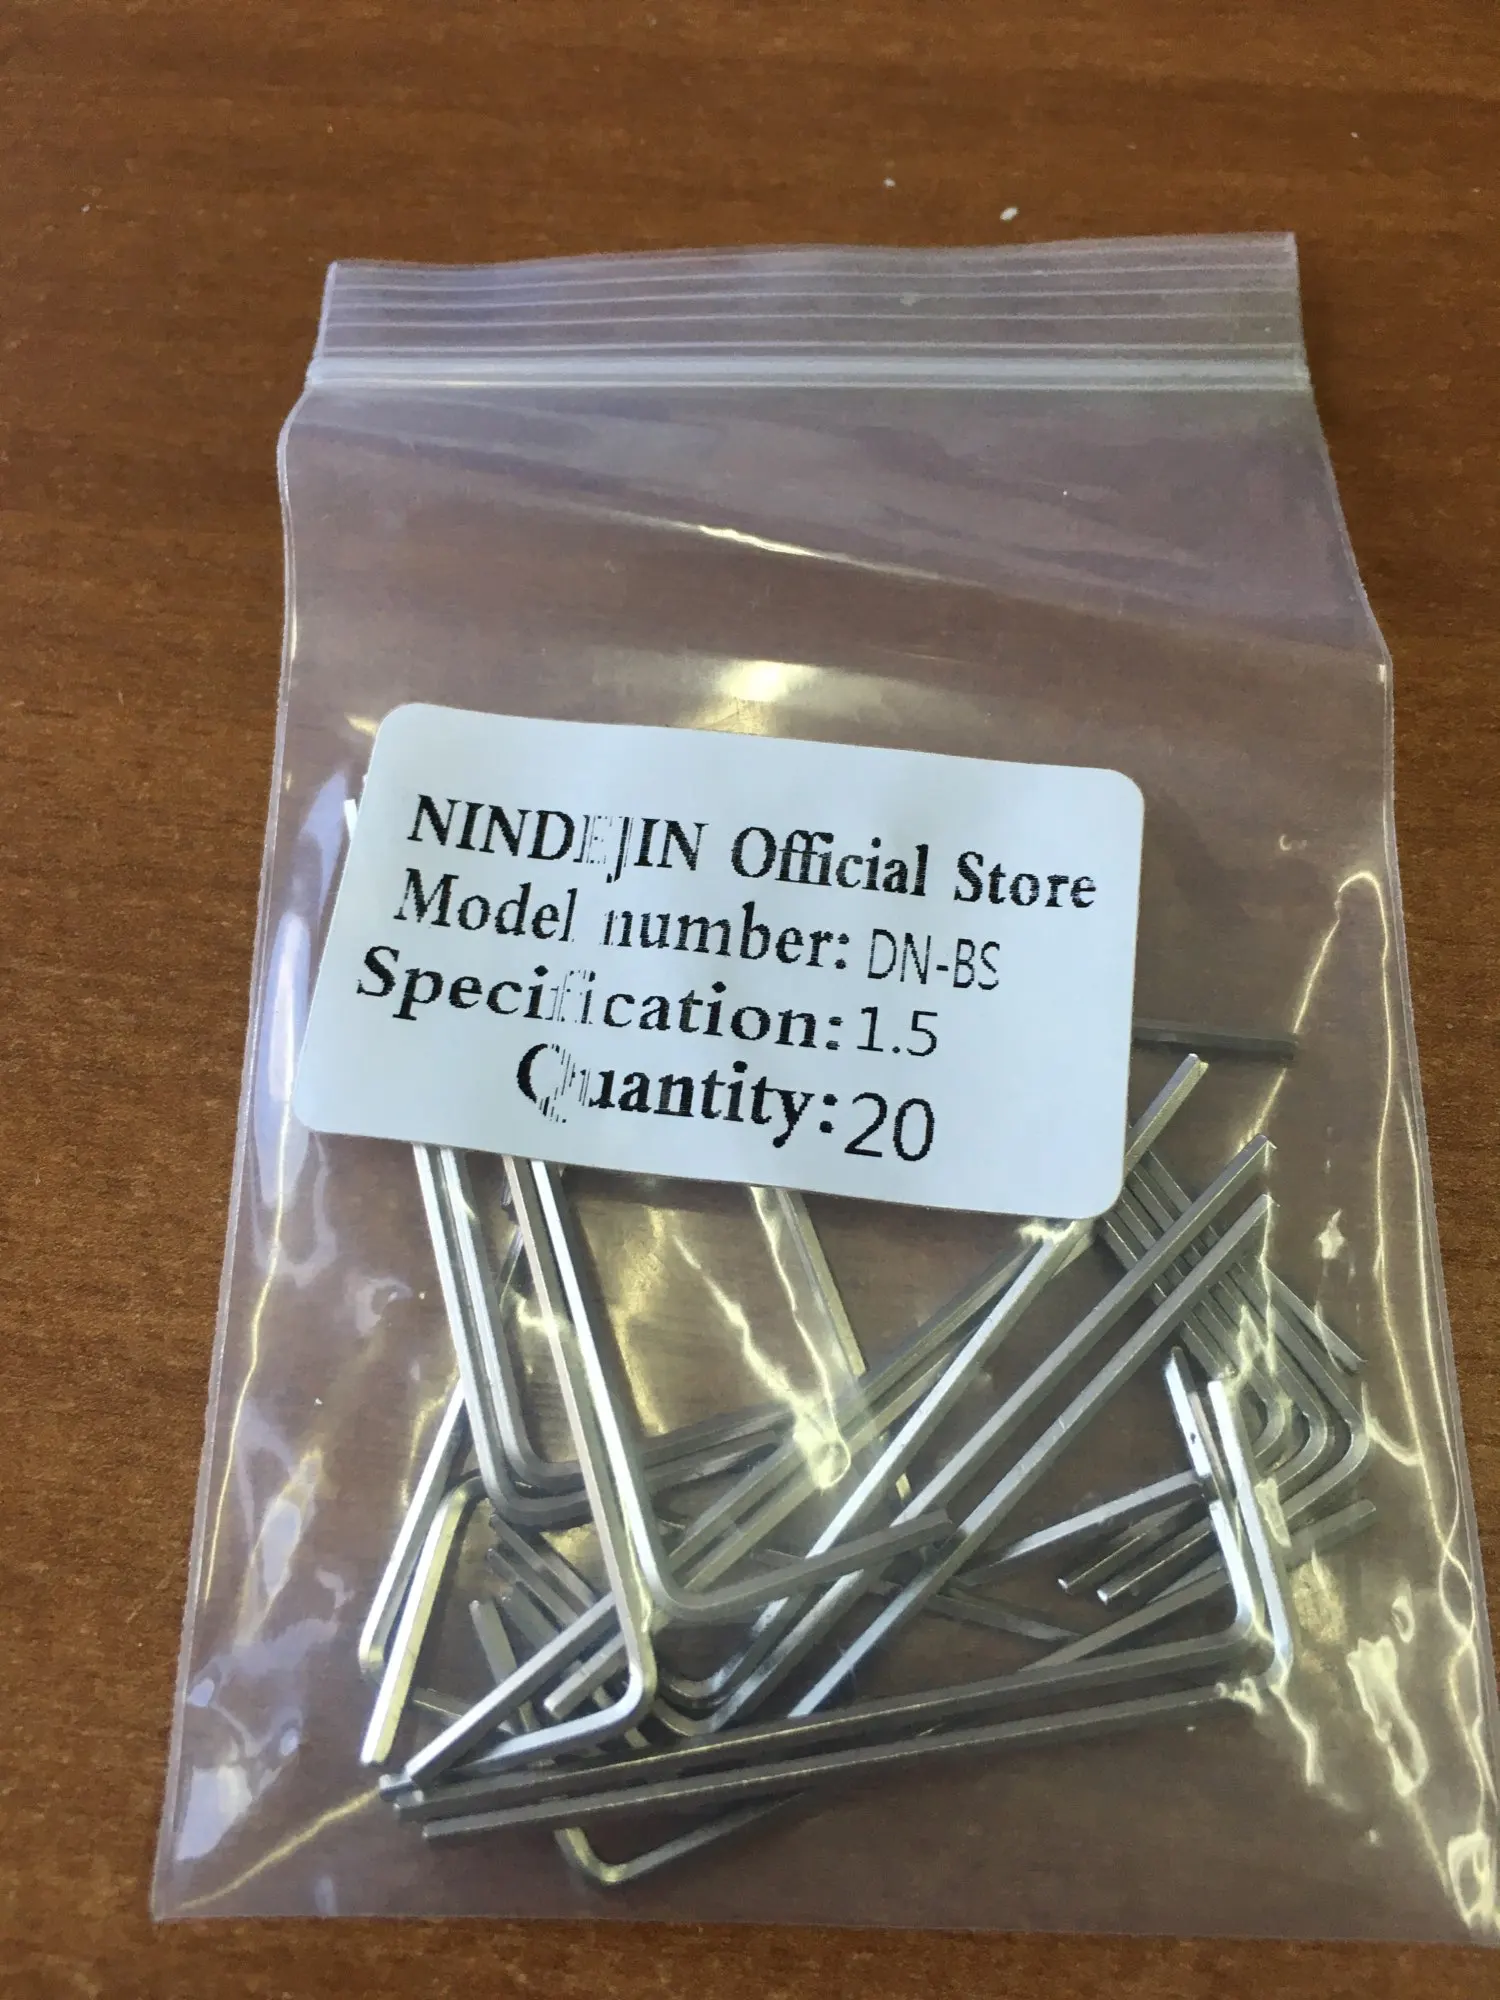 NINDEJIN Official Store
Model number: DN-BS
Specification:1.5
Quantity:20